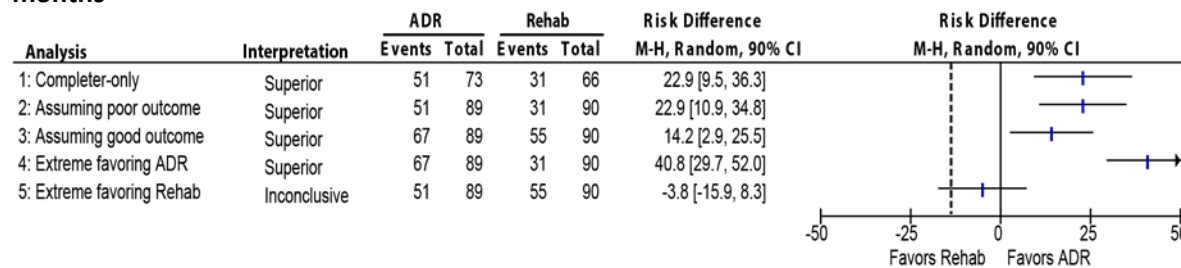 months
ADR Rehab Risk Difference Risk Difference
Analysis Interpretation Events Total Events Total M-H, Random, 90% CI M-H, Random, 90% CI
1: Completer-only Superior 51 73 31 66 22.9 [9.5, 36.3]
2: Assuming poor outcome Superior 51 89 31 90 22.9 [10.9, 34.8]
3: Assuming good outcome Superior 67 89 55 90 14.2 [2.9, 25.5]
4: Extreme favoring ADR Superior 67 89 31 90 40.8 [29.7, 52.0]
5: Extreme favoring Rehab Inconclusive 51 89 55 90 -3.8 [-15.9, 8.3]
-50 -25 0 25 50
Favors Rehab Favors ADR